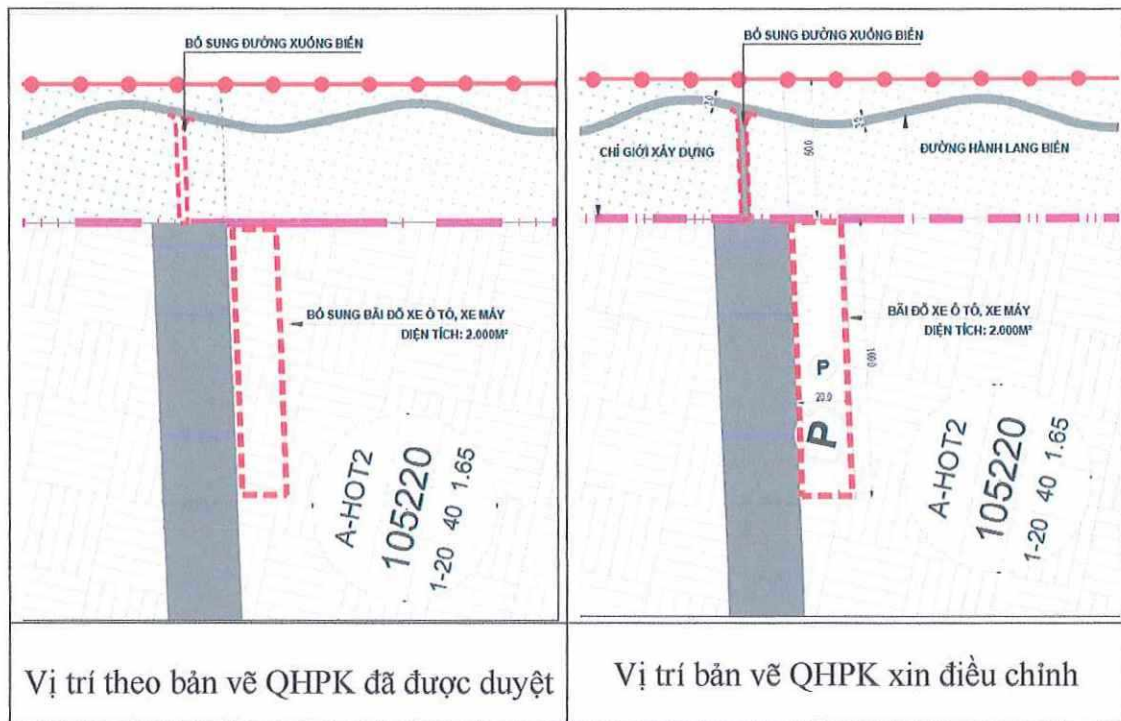 BỔ SUNG ĐƯỜNG XUỐNG BIỂN
BỔ SUNG BÃI ĐỖ XE Ô TÔ, XE MÁY
DIỆN TÍCH: 2.000M²
A-HOT2
105220
1-20 40 1.65
Vị trí theo bản vẽ QHPK đã được duyệt
BỔ SUNG ĐƯỜNG XUỐNG BIỂN
CHỈ GIỚI XÂY DỰNG
50.0
ĐƯỜNG HÀNH LANG BIỂN
BÃI ĐỖ XE Ô TÔ, XE MÁY
DIỆN TÍCH: 2.000M²
P
20.0
P
A-HOT2
105220
1-20 40 1.65
Vị trí bản vẽ QHPK xin điều chỉnh